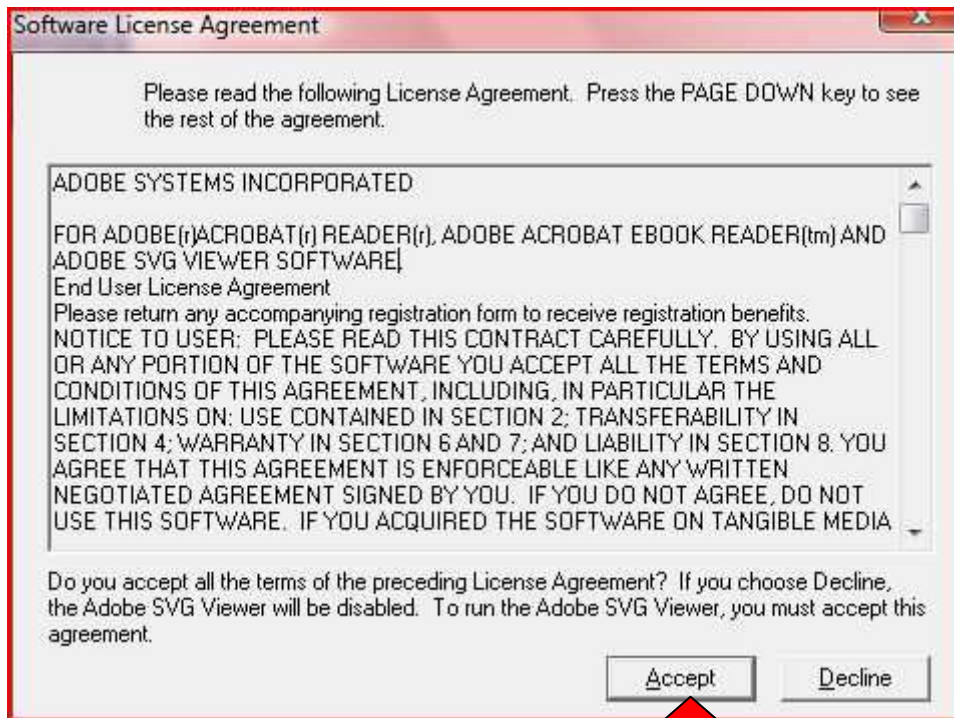 Software License Agreement
Please read the following License Agreement. Press the PAGE DOWN key to see
the rest of the agreement.
ADOBE SYSTEMS INCORPORATED
FOR ADOBE(r)ACROBAT(r) READER(r), ADOBE ACROBAT EBOOK READER(tm) AND
ADOBE SVG VIEWER SOFTWARE.
End User License Agreement
Please return any accompanying registration form to receive registration benefits.
NOTICE TO USER: PLEASE READ THIS CONTRACT CAREFULLY. BY USING ALL
OR ANY PORTION OF THE SOFTWARE YOU ACCEPT ALL THE TERMS AND
CONDITIONS OF THIS AGREEMENT, INCLUDING, IN PARTICULAR THE
LIMITATIONS ON: USE CONTAINED IN SECTION 2; TRANSFERABILITY IN
SECTION 4; WARRANTY IN SECTION 6 AND 7; AND LIABILITY IN SECTION 8. YOU
AGREE THAT THIS AGREEMENT IS ENFORCEABLE LIKE ANY WRITTEN
NEGOTIATED AGREEMENT SIGNED BY YOU. IF YOU DO NOT AGREE, DO NOT
USE THIS SOFTWARE. IF YOU ACQUIRED THE SOFTWARE ON TANGIBLE MEDIA
Do you accept all the terms of the preceding License Agreement? If you choose Decline,
the Adobe SVG Viewer will be disabled. To run the Adobe SVG Viewer, you must accept this
agreement.
Accept Decline